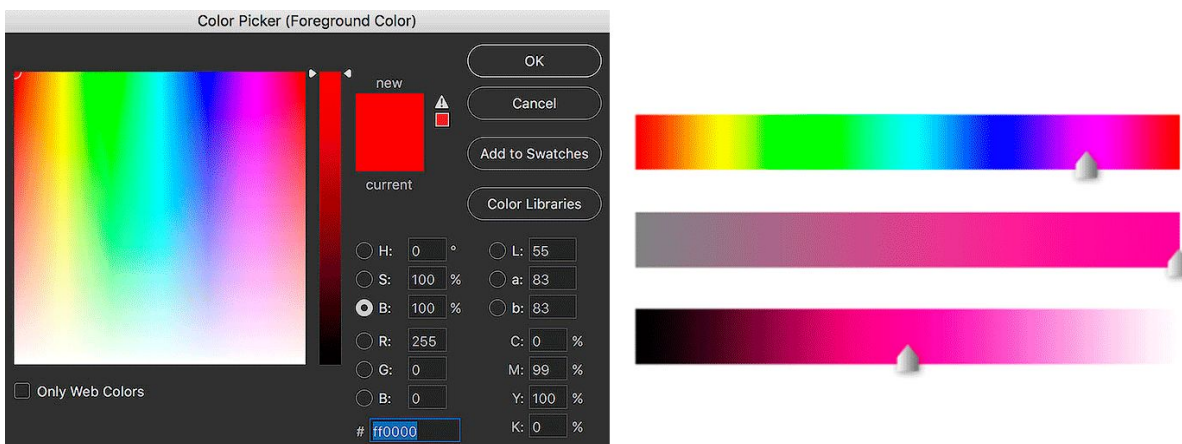 Color Picker (Foreground Color)
new
current
OK
Cancel
Add to Swatches
Color Libraries
H: 0 °
S: 100 %
B: 100 %
R: 255
G: 0
B: 0
# ff0000
L: 55
a: 83
b: 83
C: 0 %
M: 99 %
Y: 100 %
K: 0 %
Only Web Colors